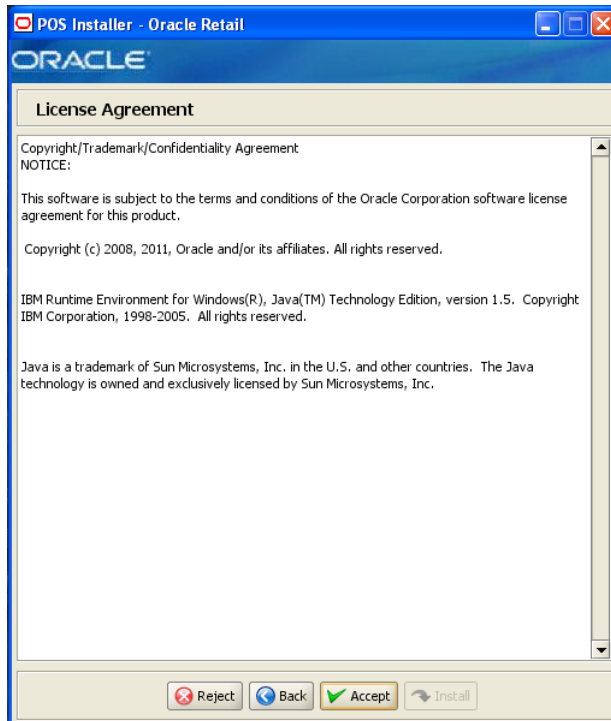 POS Installer - Oracle Retail
ORACLE
License Agreement
Copyright/Trademark/Confidentiality Agreement
NOTICE:
This software is subject to the terms and conditions of the Oracle Corporation software license
agreement for this product.
Copyright (c) 2008, 2011, Oracle and/or its affiliates. All rights reserved.
IBM Runtime Environment for Windows(R), Java(TM) Technology Edition, version 1.5.  Copyright
IBM Corporation, 1998-2005.  All rights reserved.
Java is a trademark of Sun Microsystems, Inc. in the U.S. and other countries.  The Java
technology is owned and exclusively licensed by Sun Microsystems, Inc.
Reject Back Accept Install